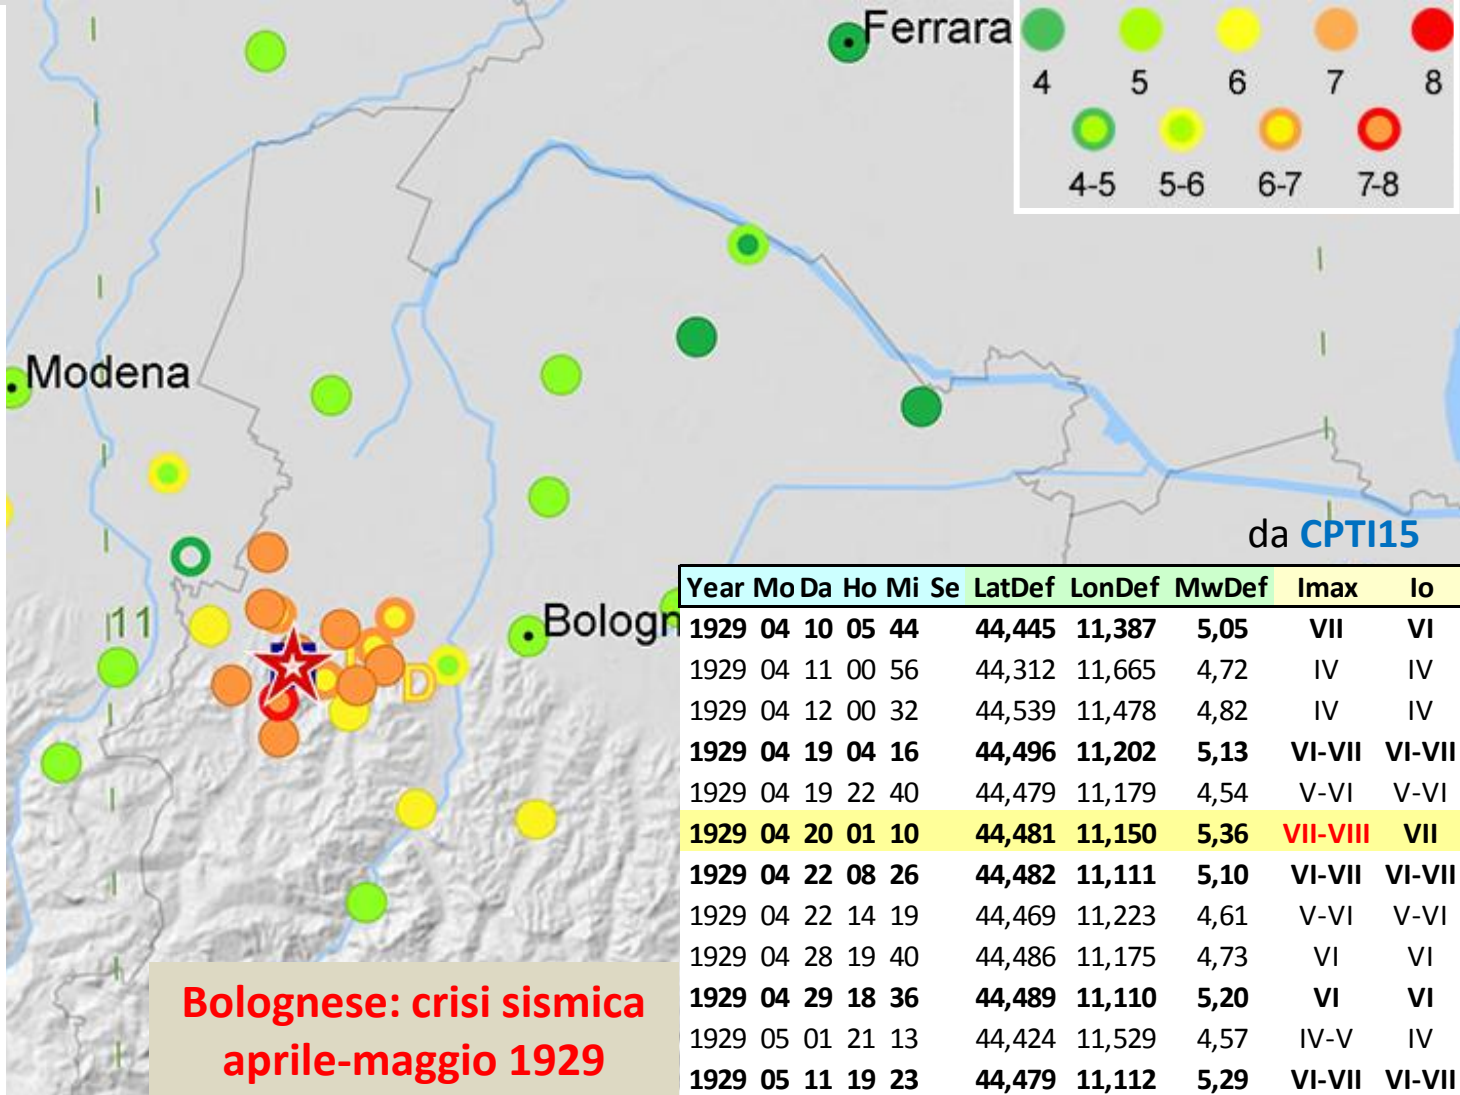 Ferrara
4 5 6 7 8
4-5 5-6 6-7 7-8
Modena
11
Bologn
D
da CPTI15
Year Mo Da Ho Mi Se LatDef LonDef MwDef Imax Io
1929 04 10 05 44 44,445 11,387 5,05 VII VI
1929 04 11 00 56 44,312 11,665 4,72 IV IV
1929 04 12 00 32 44,539 11,478 4,82 IV IV
1929 04 19 04 16 44,496 11,202 5,13 VI-VII VI-VII
1929 04 19 22 40 44,479 11,179 4,54 V-VI V-VI
1929 04 20 01 10 44,481 11,150 5,36 VII-VIII VII
1929 04 22 08 26 44,482 11,111 5,10 VI-VII VI-VII
1929 04 22 14 19 44,469 11,223 4,61 V-VI V-VI
1929 04 28 19 40 44,486 11,175 4,73 VI VI
1929 04 29 18 36 44,489 11,110 5,20 VI VI
1929 05 01 21 13 44,424 11,529 4,57 IV-V IV
1929 05 11 19 23 44,479 11,112 5,29 VI-VII VI-VII
Bolognese: crisi sismica
aprile-maggio 1929